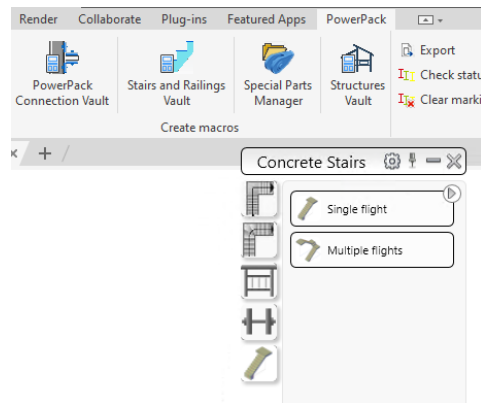 Render Collaborate Plug-ins Featured Apps PowerPack
PowerPack Connection Vault
Stairs and Railings Vault
Special Parts Manager
Structures Vault
Export
Check statu
Clear marki
Create macros
Concrete Stairs
Single flight
Multiple flights